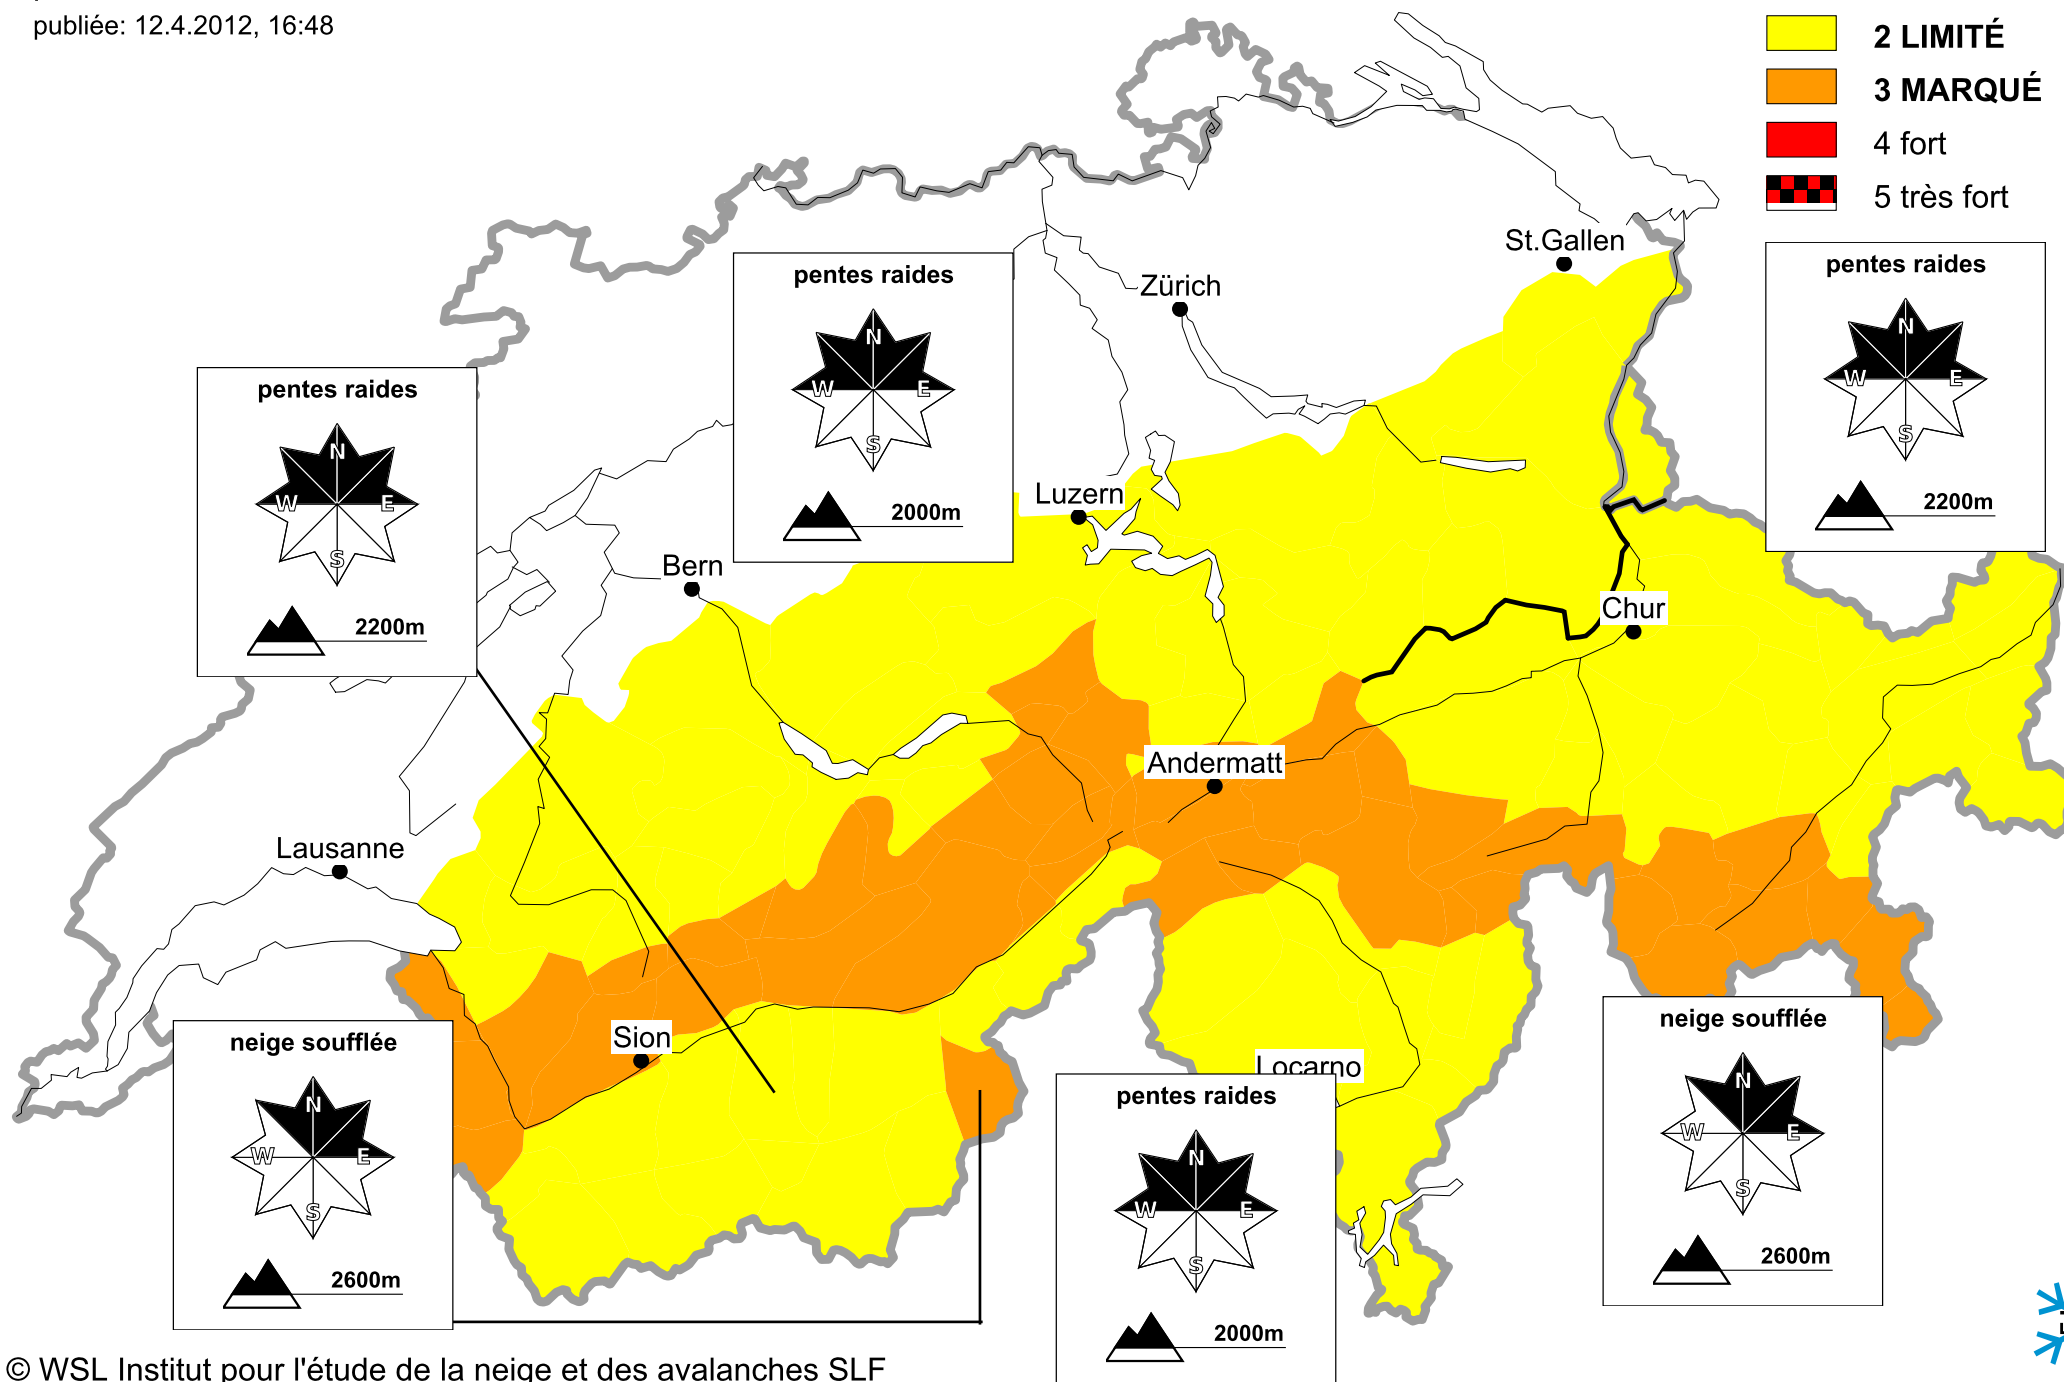 publiée: 12.4.2012, 16:48
2 LIMITÉ
3 MARQUÉ
4 fort
5 très fort
St.Gallen
pentes raides
N
W E
S
2000m
Zürich
pentes raides
N
W E
S
2200m
pentes raides
N
W E
S
2200m
Luzern
Bern
Chur
Andermatt
Lausanne
Sion
Locarno
neige soufflée
N
W E
S
2600m
pentes raides
N
W E
S
2000m
neige soufflée
N
W E
S
2600m
© WSL Institut pour l'étude de la neige et des avalanches SLF